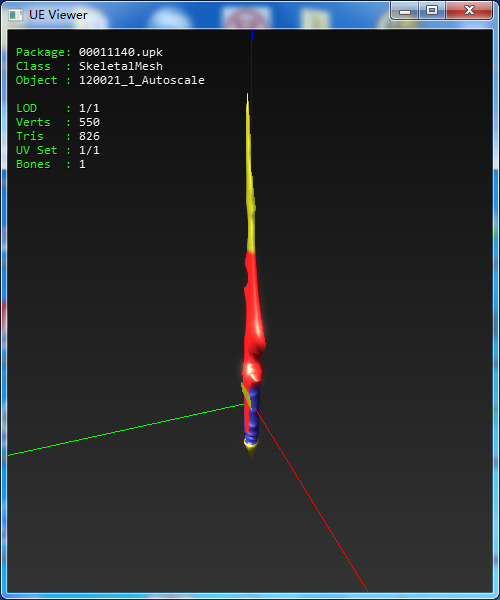 UE Viewer
Package: 00011140.upk
Class : SkeletalMesh
Object : 120021_1_Autoscale
LOD : 1/1
Verts : 550
Tris : 826
UV Set : 1/1
Bones : 1